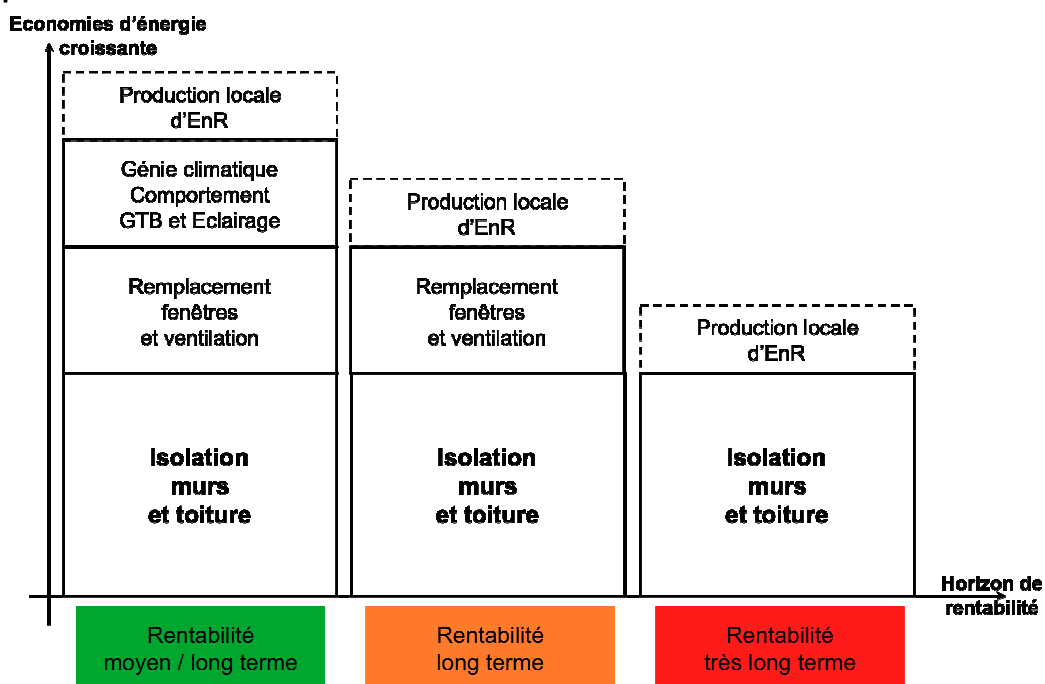 Economies d'énergie
croissante
Production locale
d'EnR
Génie climatique
Comportement
GTB et Eclairage
Remplacement
fenêtres
et ventilation
Isolation
murs
et toiture
Production locale
d'EnR
Remplacement
fenêtres
et ventilation
Isolation
murs
et toiture
Production locale
d'EnR
Isolation
murs
et toiture
Horizon de
rentabilité
Rentabilité
moyen / long terme
Rentabilité
long terme
Rentabilité
très long terme